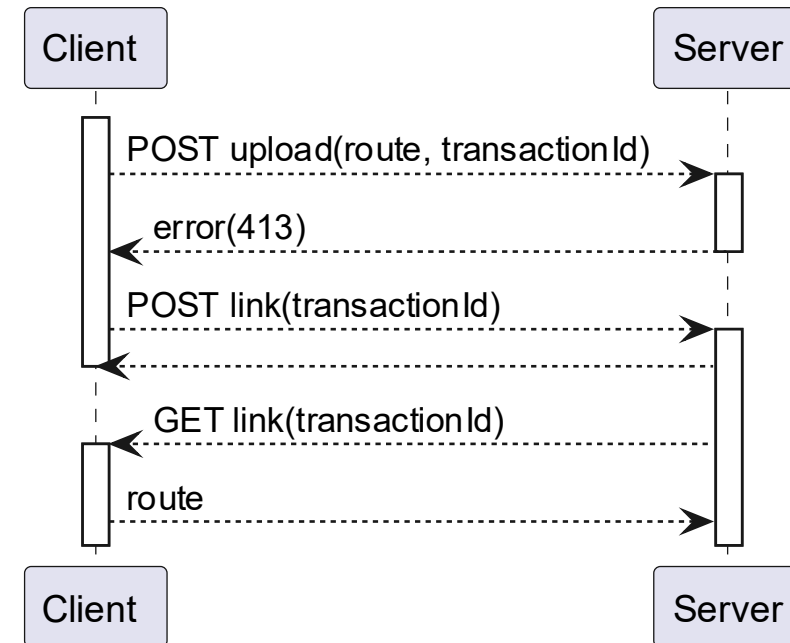 Client
Server
POST upload(route, transactionId)
error(413)
POST link(transactionId)
GET link(transactionId)
route
Client
Server